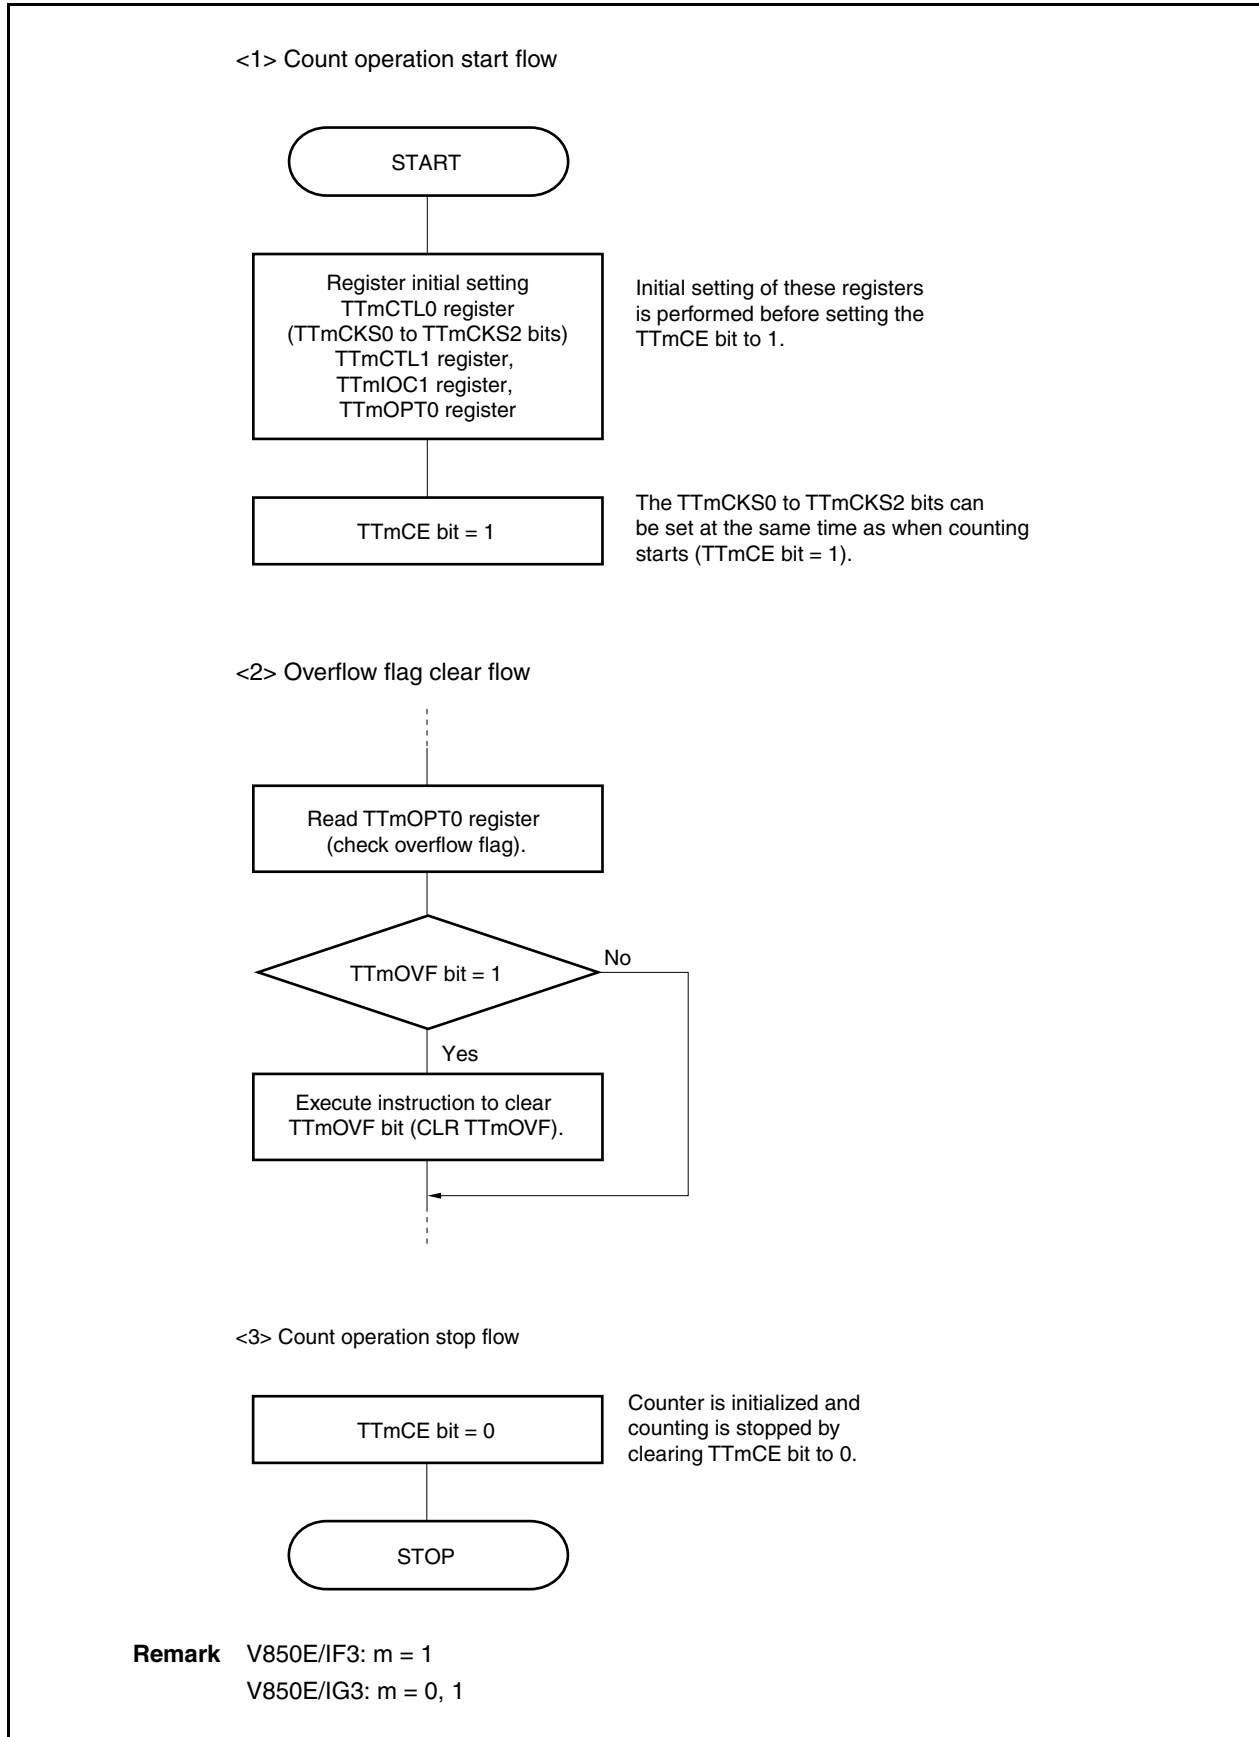 <1> Count operation start flow
START
Register initial setting
TTmCTL0 register
(TTmCKS0 to TTmCKS2 bits)
TTmCTL1 register,
TTmIOC1 register,
TTmOPT0 register
Initial setting of these registers
is performed before setting the
TTmCE bit to 1.
TTmCE bit = 1
The TTmCKS0 to TTmCKS2 bits can
be set at the same time as when counting
starts (TTmCE bit = 1).
<2> Overflow flag clear flow
Read TTmOPT0 register
(check overflow flag).
TTmOVF bit = 1
No
Yes
Execute instruction to clear
TTmOVF bit (CLR TTmOVF).
<3> Count operation stop flow
TTmCE bit = 0
Counter is initialized and
counting is stopped by
clearing TTmCE bit to 0.
STOP
Remark V850E/IF3: m = 1
V850E/IG3: m = 0, 1